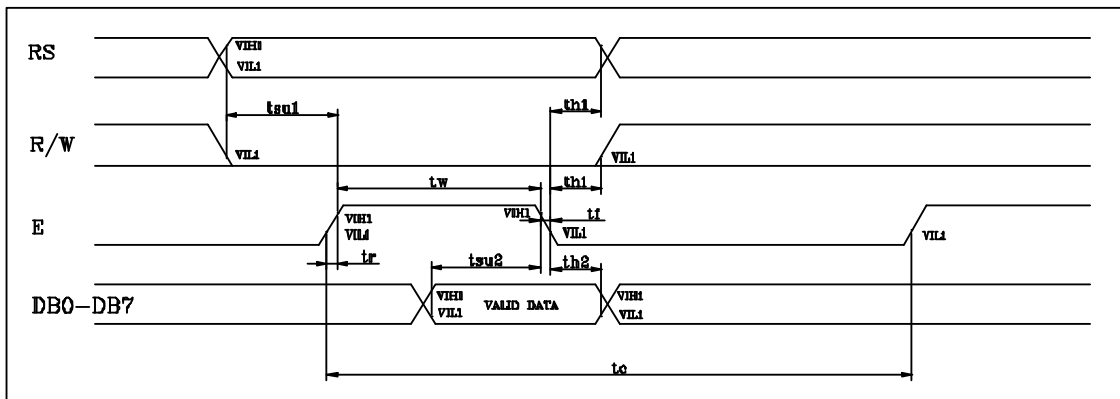 RS
VIH1
VIL1
tsu1
th1
R/W
VIL1
VIL1
tw
th1
E
VIH1
VIL1
VIH1
tf
VIL1
VIL1
tr
tsu2
th2
DB0-DB7
VIH1
VIL1
VALID DATA
VIH1
VIL1
tc